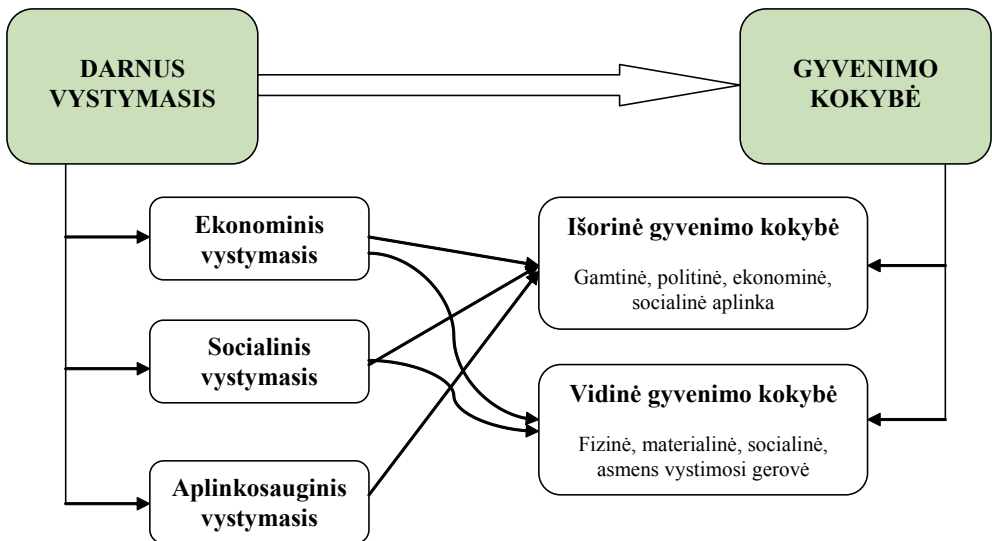 DARNUS
VYSTYMASIS
GYVENIMO
KOKYBĖ
Ekonominis
vystymasis
Socialinis
vystymasis
Aplinkosauginis
vystymasis
Išorinė gyvenimo kokybė
Gamtinė, politinė, ekonominė,
socialinė aplinka
Vidinė gyvenimo kokybė
Fizinė, materialinė, socialinė,
asmens vystimosi gerovė